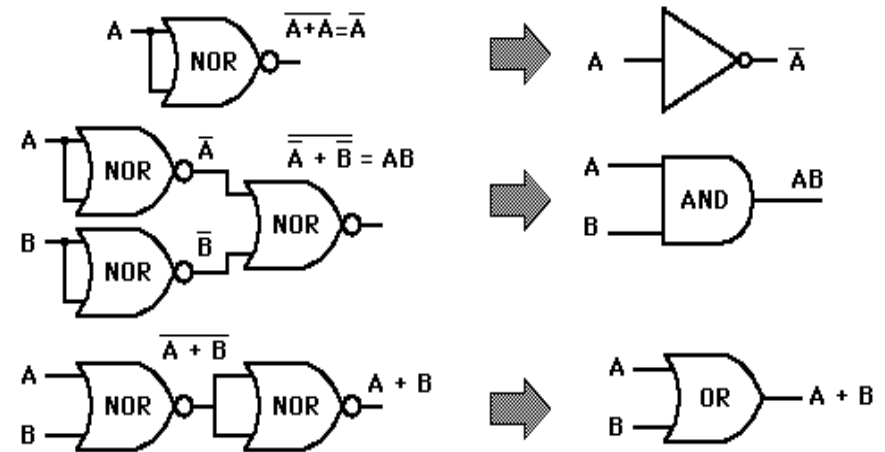 A NOR A̅+̅A̅=A̅
A A̅
A NOR A̅
B NOR B̅
NOR A̅ ̅+̅ ̅B̅ = AB
A B AND AB
A B NOR A̅ ̅+̅ ̅B̅
NOR A + B
A B OR A + B